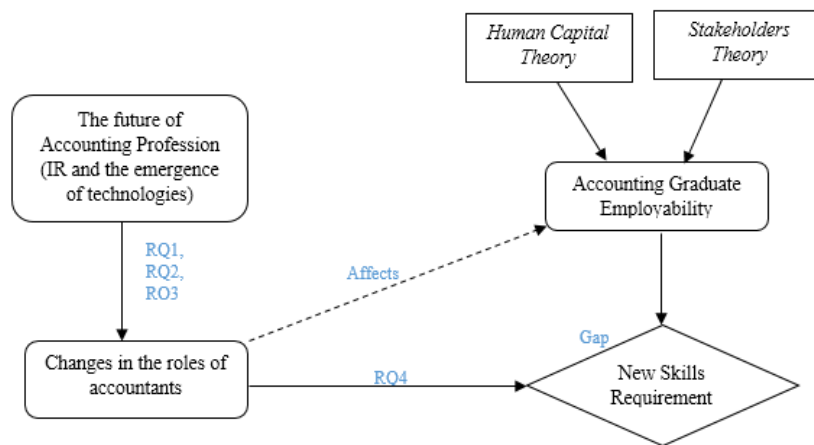 Human Capital
Theory
Stakeholders
Theory
The future of
Accounting Profession
(IR and the emergence
of technologies)
Accounting Graduate
Employability
RQ1,
RQ2,
RO3
Affects
Changes in the roles of
accountants
RQ4
Gap
New Skills
Requirement